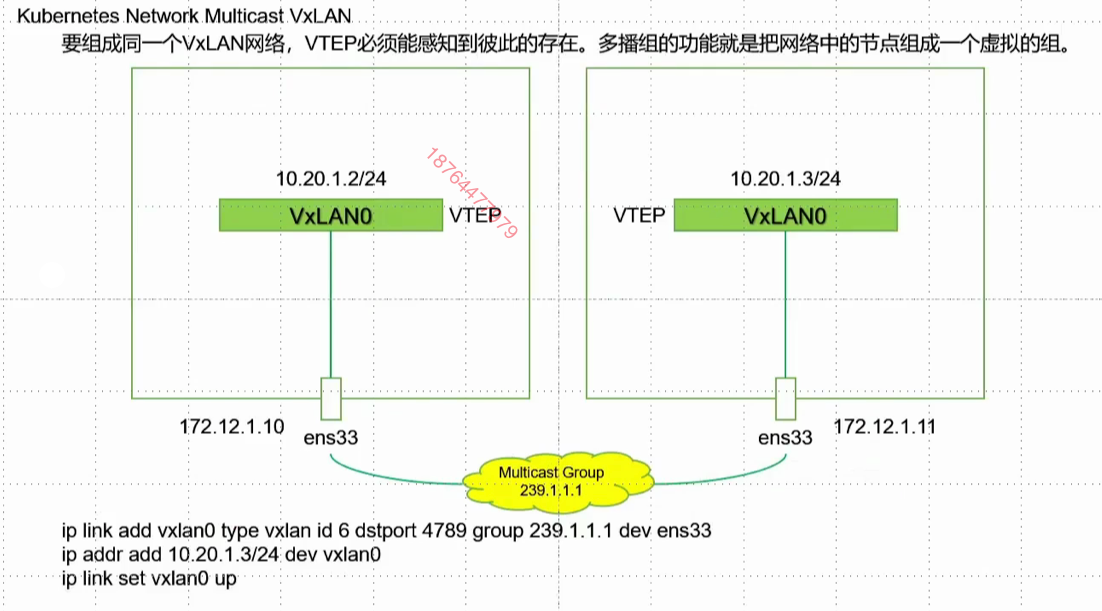 Kubernetes Network Multicast VxLAN
要组成同一个VxLAN网络，VTEP必须能感知到彼此的存在。多播组的功能就是把网络中的节点组成一个虚拟的组。
10.20.1.2/24
VxLAN0
VTEP
10.20.1.3/24
VTEP
VxLAN0
172.12.1.10
ens33
ens33
172.12.1.11
Multicast Group
239.1.1.1
ip link add vxlan0 type vxlan id 6 dstport 4789 group 239.1.1.1 dev ens33
ip addr add 10.20.1.3/24 dev vxlan0
ip link set vxlan0 up